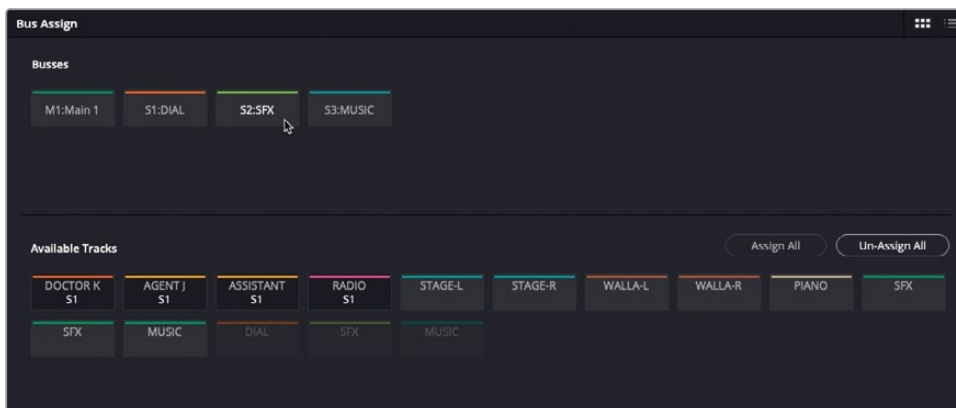 Bus Assign
Busses
M1:Main 1 S1:DIAL S2:SFX S3:MUSIC
Available Tracks Assign All Un-Assign All
DOCTOR K AGENT J ASSISTANT RADIO STAGE-L STAGE-R WALLA-L WALLA-R PIANO SFX
S1 S1 S1 S1
SFX MUSIC DIAL SFX MUSIC